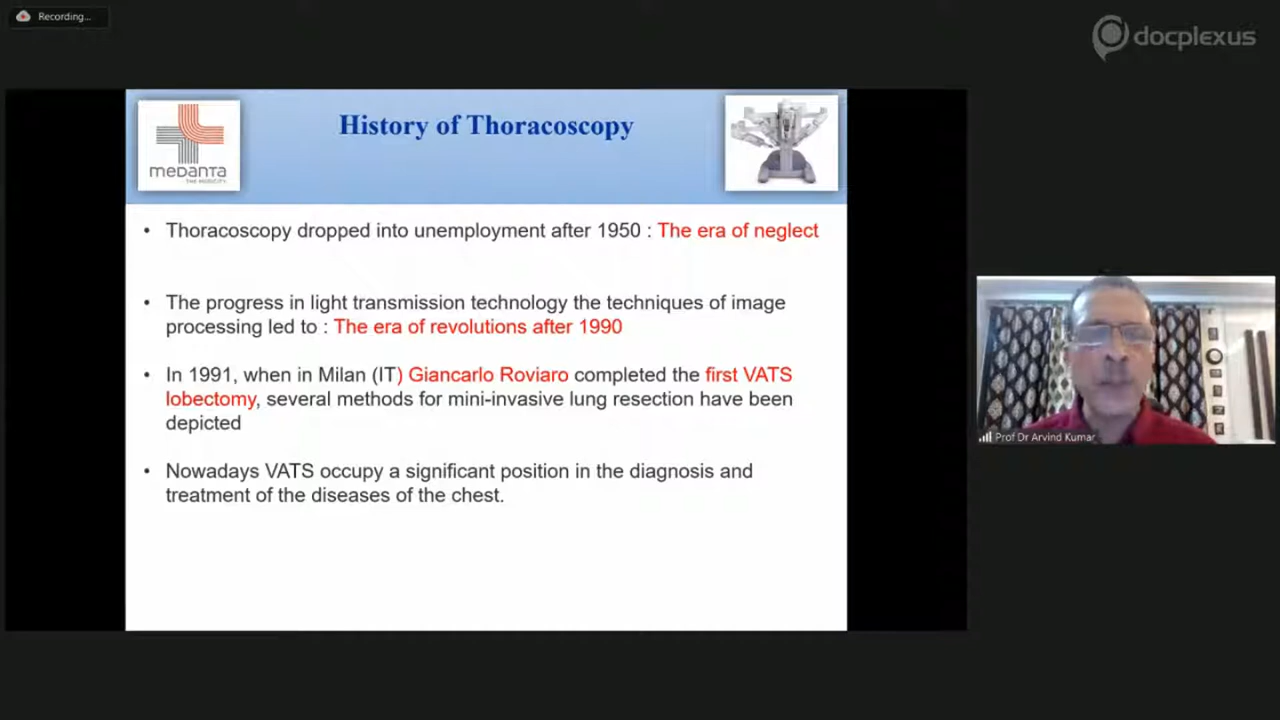 Recording...
docplexus
medanta
THE MEDICITY
History of Thoracoscopy
• Thoracoscopy dropped into unemployment after 1950 : The era of neglect
• The progress in light transmission technology the techniques of image
processing led to : The era of revolutions after 1990
• In 1991, when in Milan (IT) Giancarlo Roviaro completed the first VATS
lobectomy, several methods for mini-invasive lung resection have been
depicted
• Nowadays VATS occupy a significant position in the diagnosis and
treatment of the diseases of the chest.
Prof Dr Arvind Kumar